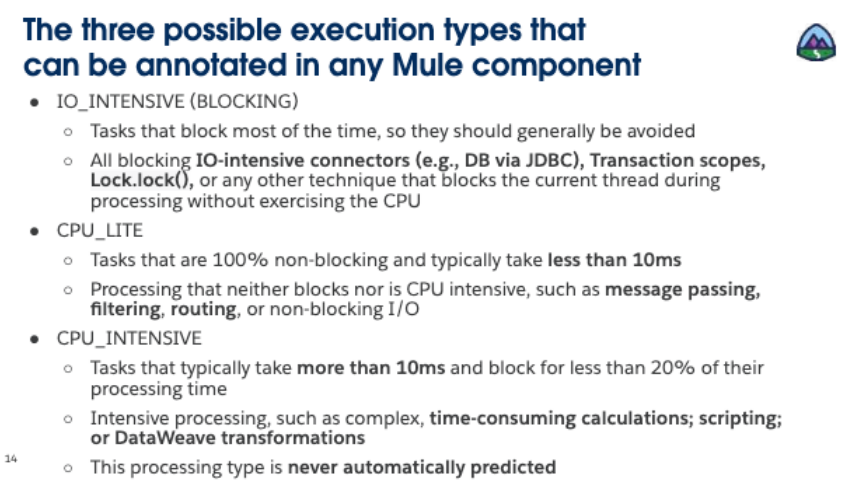 The three possible execution types that
can be annotated in any Mule component
● IO_INTENSIVE (BLOCKING)
○ Tasks that block most of the time, so they should generally be avoided
○ All blocking IO-intensive connectors (e.g., DB via JDBC), Transaction scopes,
Lock.lock(), or any other technique that blocks the current thread during
processing without exercising the CPU
● CPU_LITE
○ Tasks that are 100% non-blocking and typically take less than 10ms
○ Processing that neither blocks nor is CPU intensive, such as message passing,
filtering, routing, or non-blocking I/O
● CPU_INTENSIVE
○ Tasks that typically take more than 10ms and block for less than 20% of their
processing time
○ Intensive processing, such as complex, time-consuming calculations; scripting;
or DataWeave transformations
○ This processing type is never automatically predicted
14